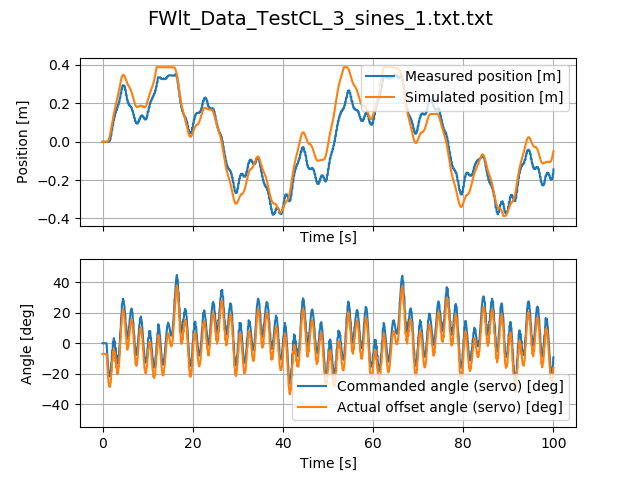 FWlt_Data_TestCL_3_sines_1.txt.txt
0.4
0.2
0.0
−0.2
−0.4
Position [m]
Measured position [m]
Simulated position [m]
Time [s]
40
20
0
−20
−40
Angle [deg]
Commanded angle (servo) [deg]
Actual offset angle (servo) [deg]
0 20 40 60 80 100
Time [s]